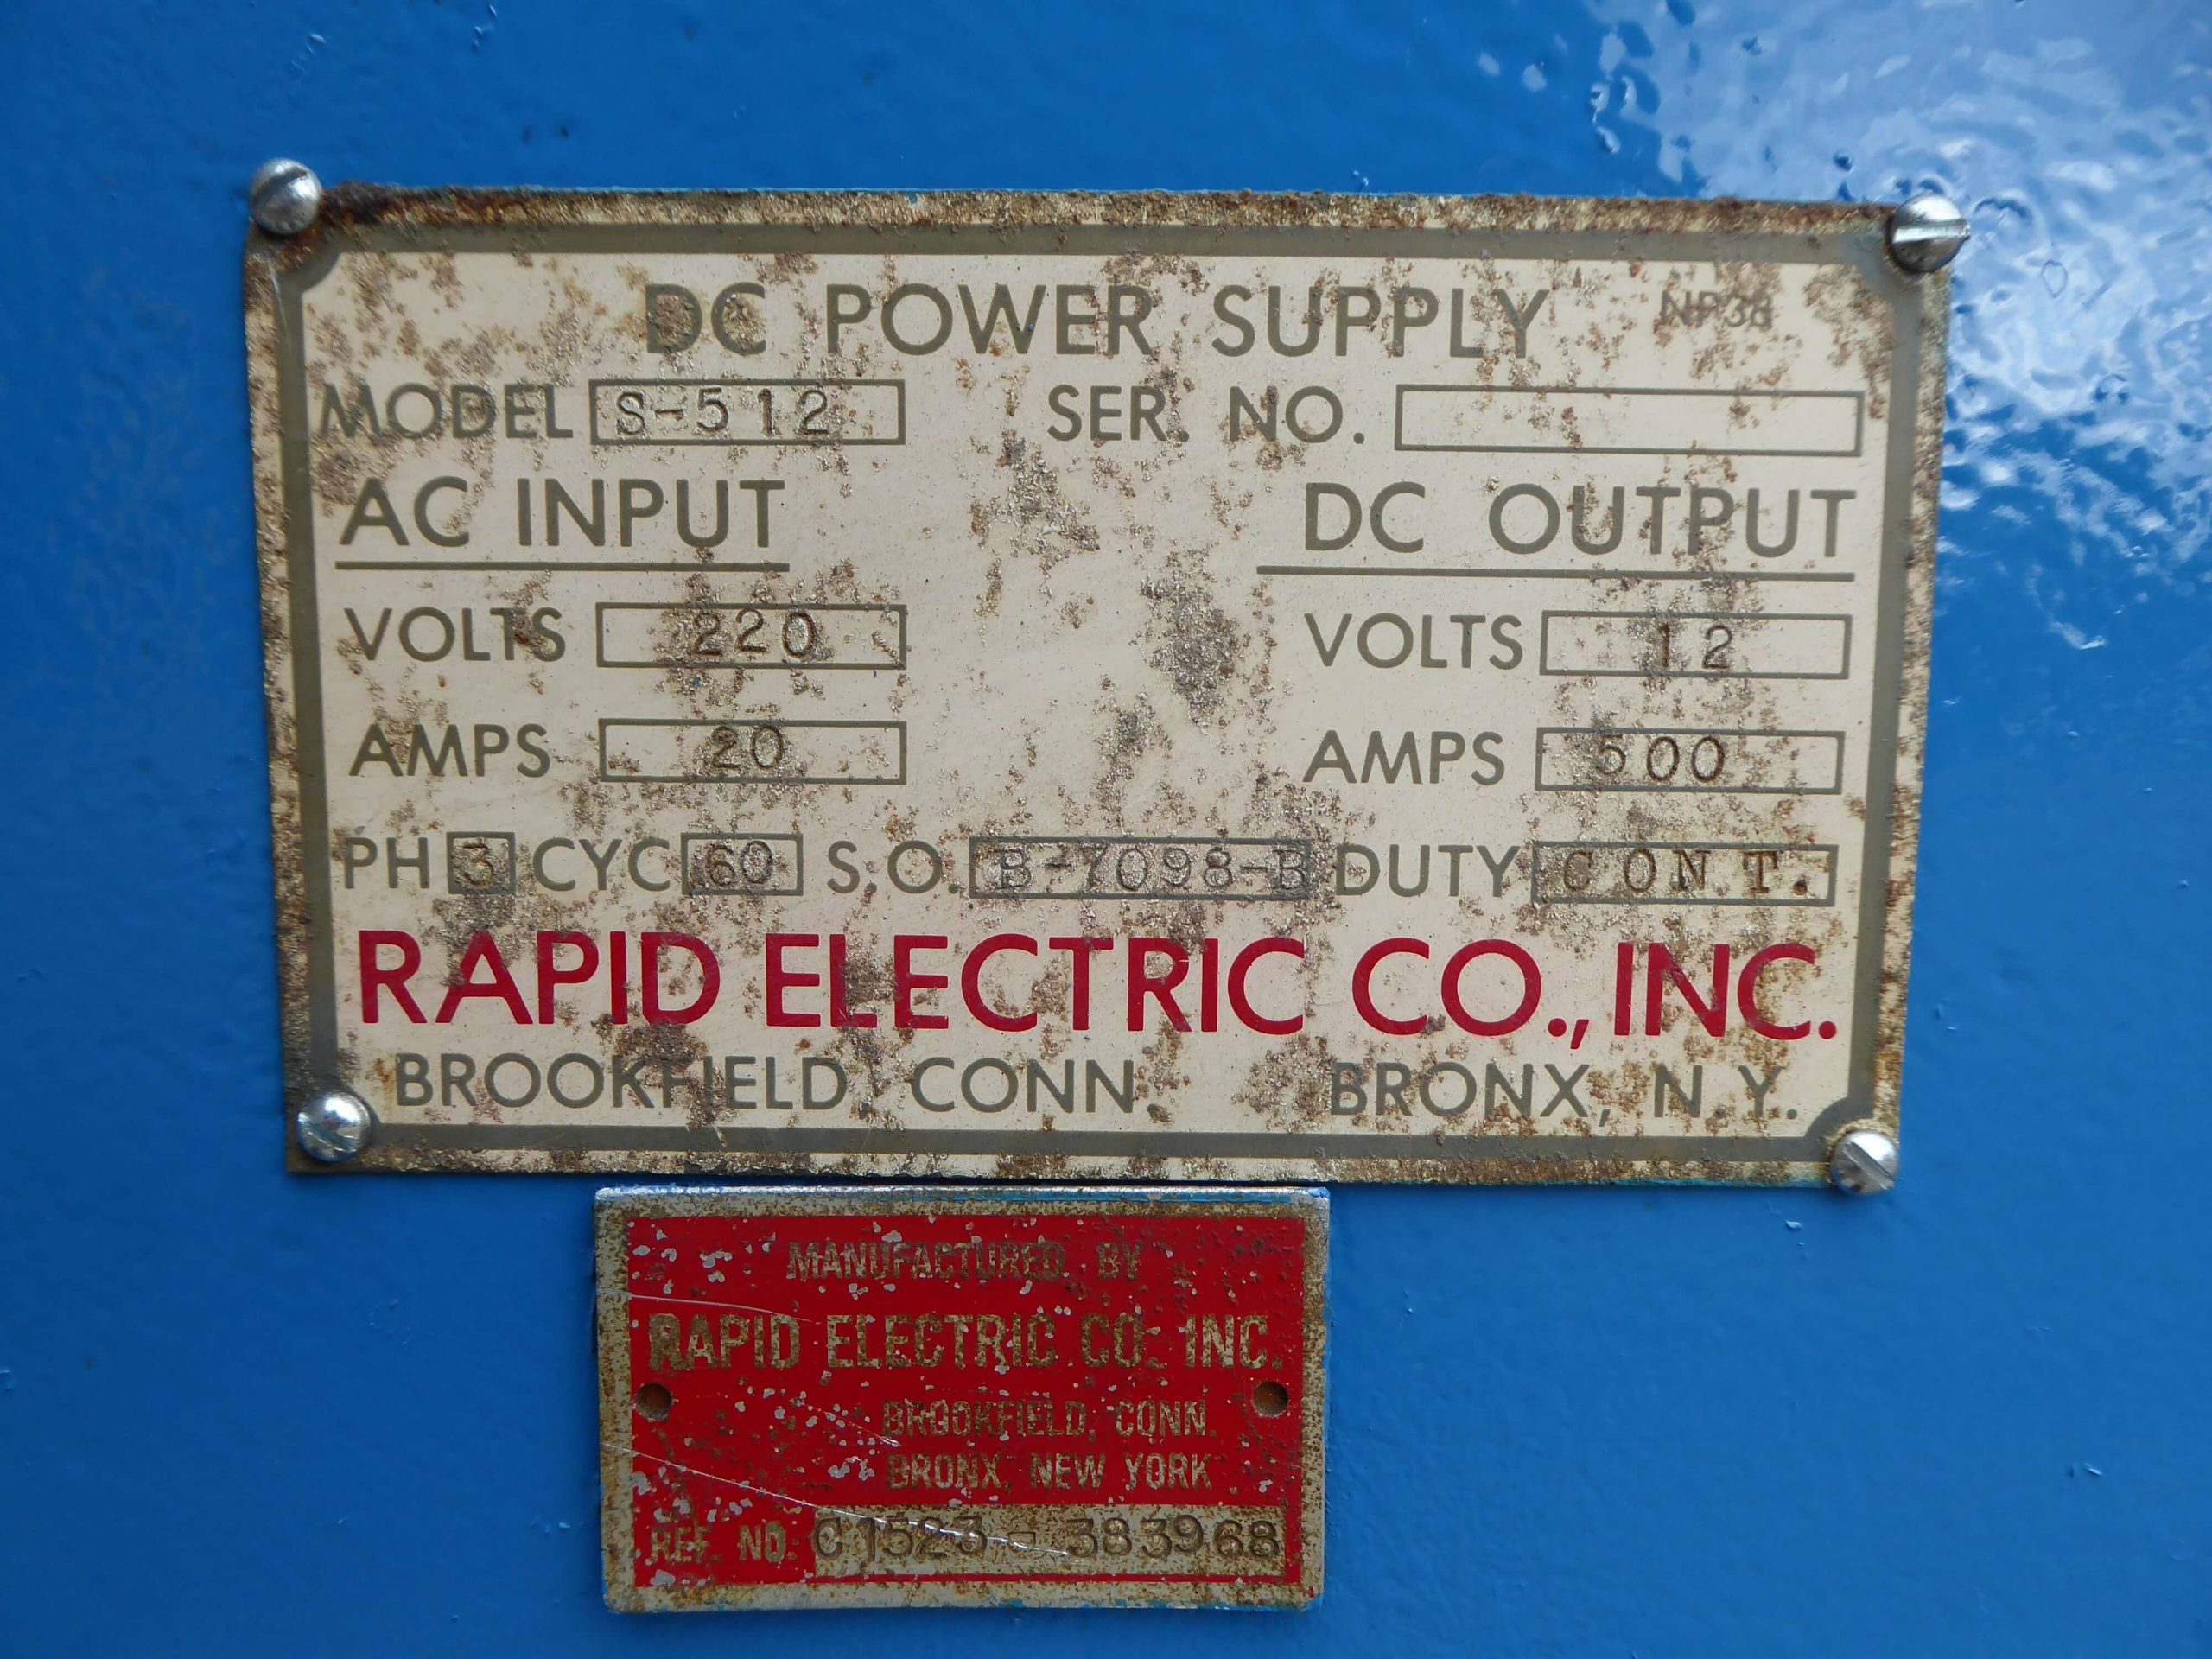 DC POWER SUPPLY NP38
MODEL S-512 SER. NO.
AC INPUT DC OUTPUT
VOLTS 220 VOLTS 12
AMPS 20 AMPS 500
PH 3 CYC 60 S.O. B-7098-B DUTY CONT.
RAPID ELECTRIC CO., INC.
BROOKFIELD, CONN. BRONX, N.Y.
MANUFACTURED BY
RAPID ELECTRIC CO. INC.
BROOKFIELD, CONN.
BRONX, NEW YORK
REF. NO. C1523-383968